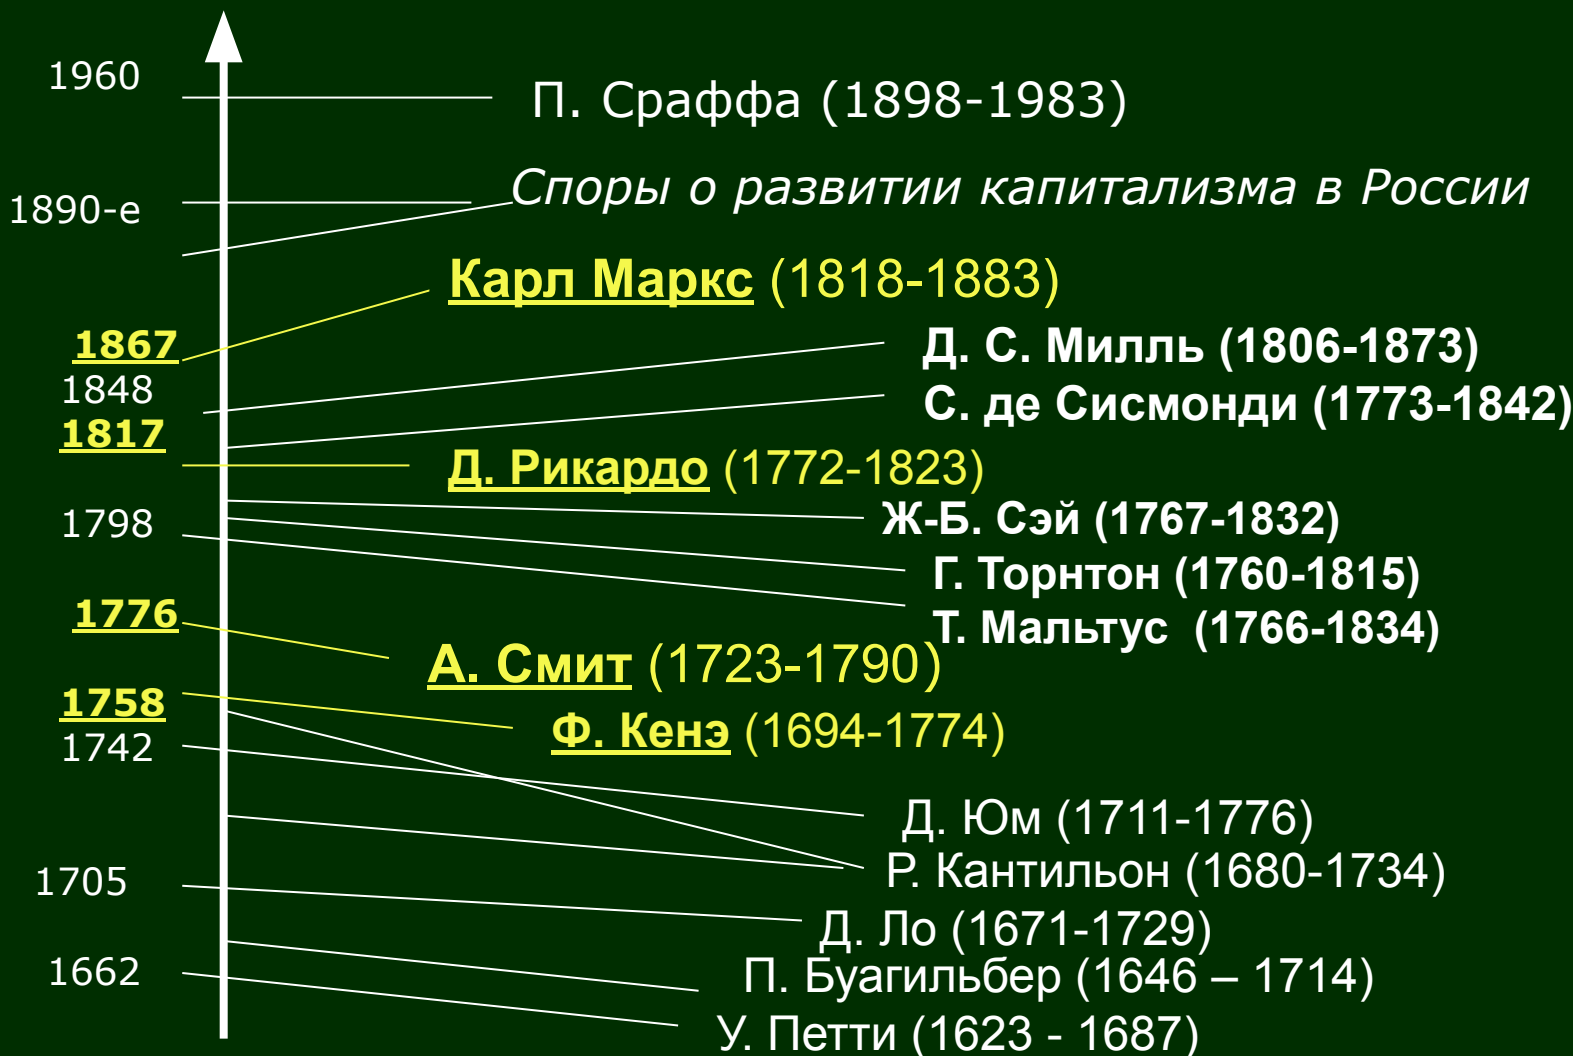 1960
П. Сраффа (1898-1983)
Споры о развитии капитализма в России
1890-е
Карл Маркс (1818-1883)
1867
Д. С. Милль (1806-1873)
1848
С. де Сисмонди (1773-1842)
1817
Д. Рикардо (1772-1823)
1798
Ж-Б. Сэй (1767-1832)
Г. Торнтон (1760-1815)
1776
Т. Мальтус (1766-1834)
А. Смит (1723-1790)
1758
Ф. Кенэ (1694-1774)
1742
Д. Юм (1711-1776)
Р. Кантильон (1680-1734)
1705
Д. Ло (1671-1729)
1662
П. Буагильбер (1646 – 1714)
У. Петти (1623 - 1687)